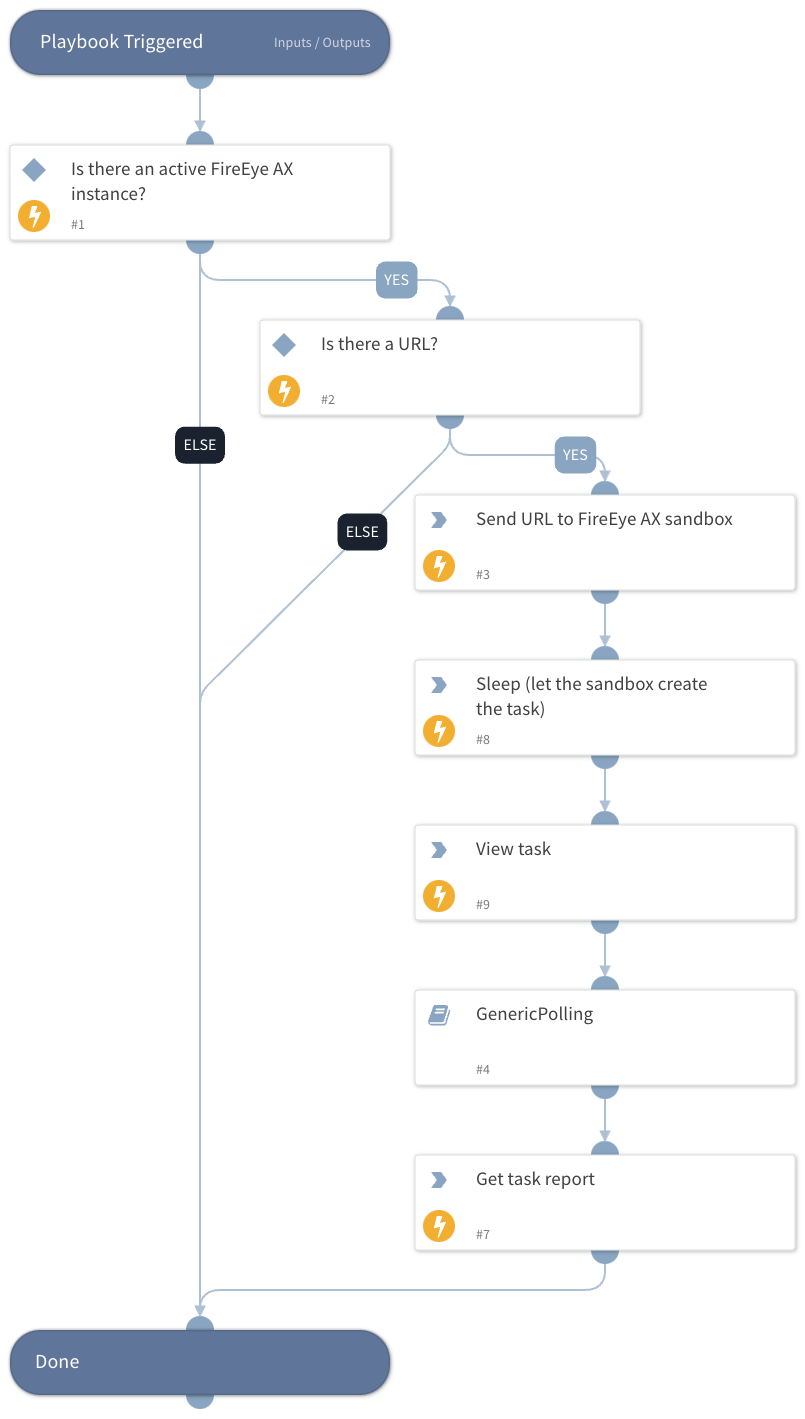 Playbook Triggered
Inputs / Outputs
Is there an active FireEye AX
instance?
#1
YES
Is there a URL?
#2
ELSE
YES
ELSE
Send URL to FireEye AX sandbox
#3
Sleep (let the sandbox create
the task)
#8
View task
#9
GenericPolling
#4
Get task report
#7
Done